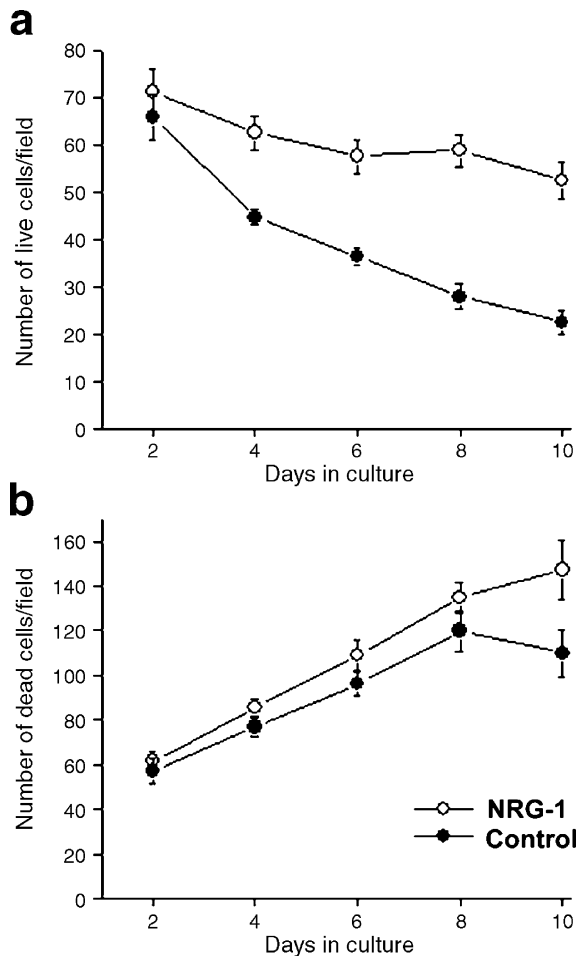 a
Number of live cells/field
80
70
60
50
40
30
20
10
0
2 4 6 8 10
Days in culture
b
Number of dead cells/field
160
140
120
100
80
60
40
20
0
NRG-1
Control
2 4 6 8 10
Days in culture